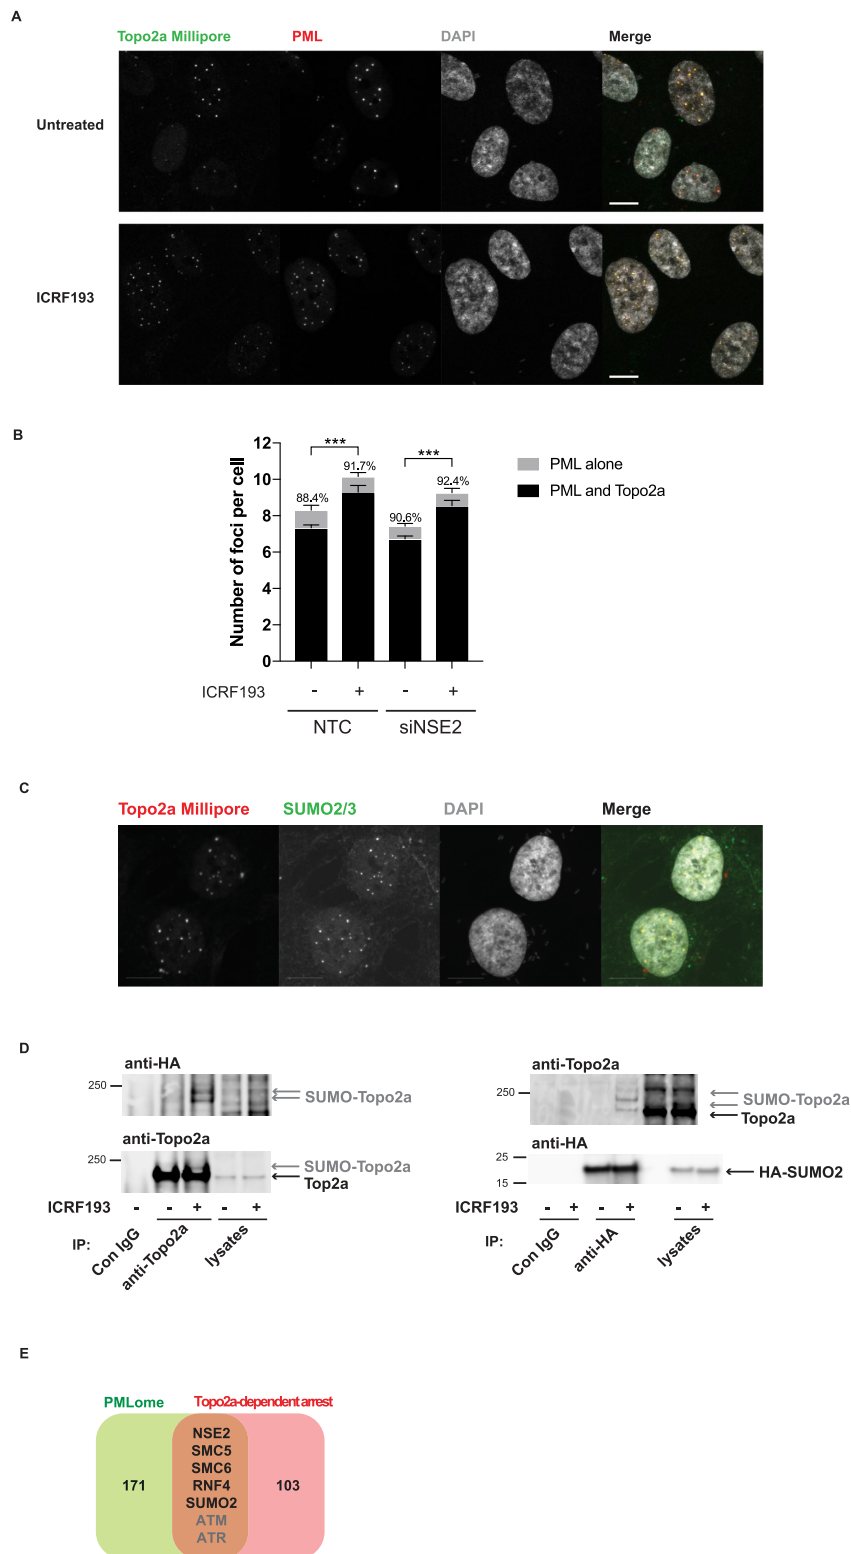 A
Topo2a Millipore PML DAPI Merge
Untreated
ICRF193
B
Number of foci per cell
12
10
8
6
4
2
0
***
***
88.4%
91.7%
90.6%
92.4%
PML alone
PML and Topo2a
ICRF193 - + - +
NTC siNSE2
C
Topo2a Millipore SUMO2/3 DAPI Merge
D
anti-HA
250
SUMO-Topo2a
anti-Topo2a
250
SUMO-Topo2a
Top2a
ICRF193 - + - +
IP:
Con IgG
anti-Topo2a
lysates
anti-Topo2a
250
SUMO-Topo2a
Topo2a
anti-HA
25
15
HA-SUMO2
ICRF193 - + - + - +
IP:
Con IgG
anti-HA
lysates
E
PMLome Topo2a-dependent arrest
NSE2
SMC5
SMC6
171 RNF4 103
SUMO2
ATM
ATR